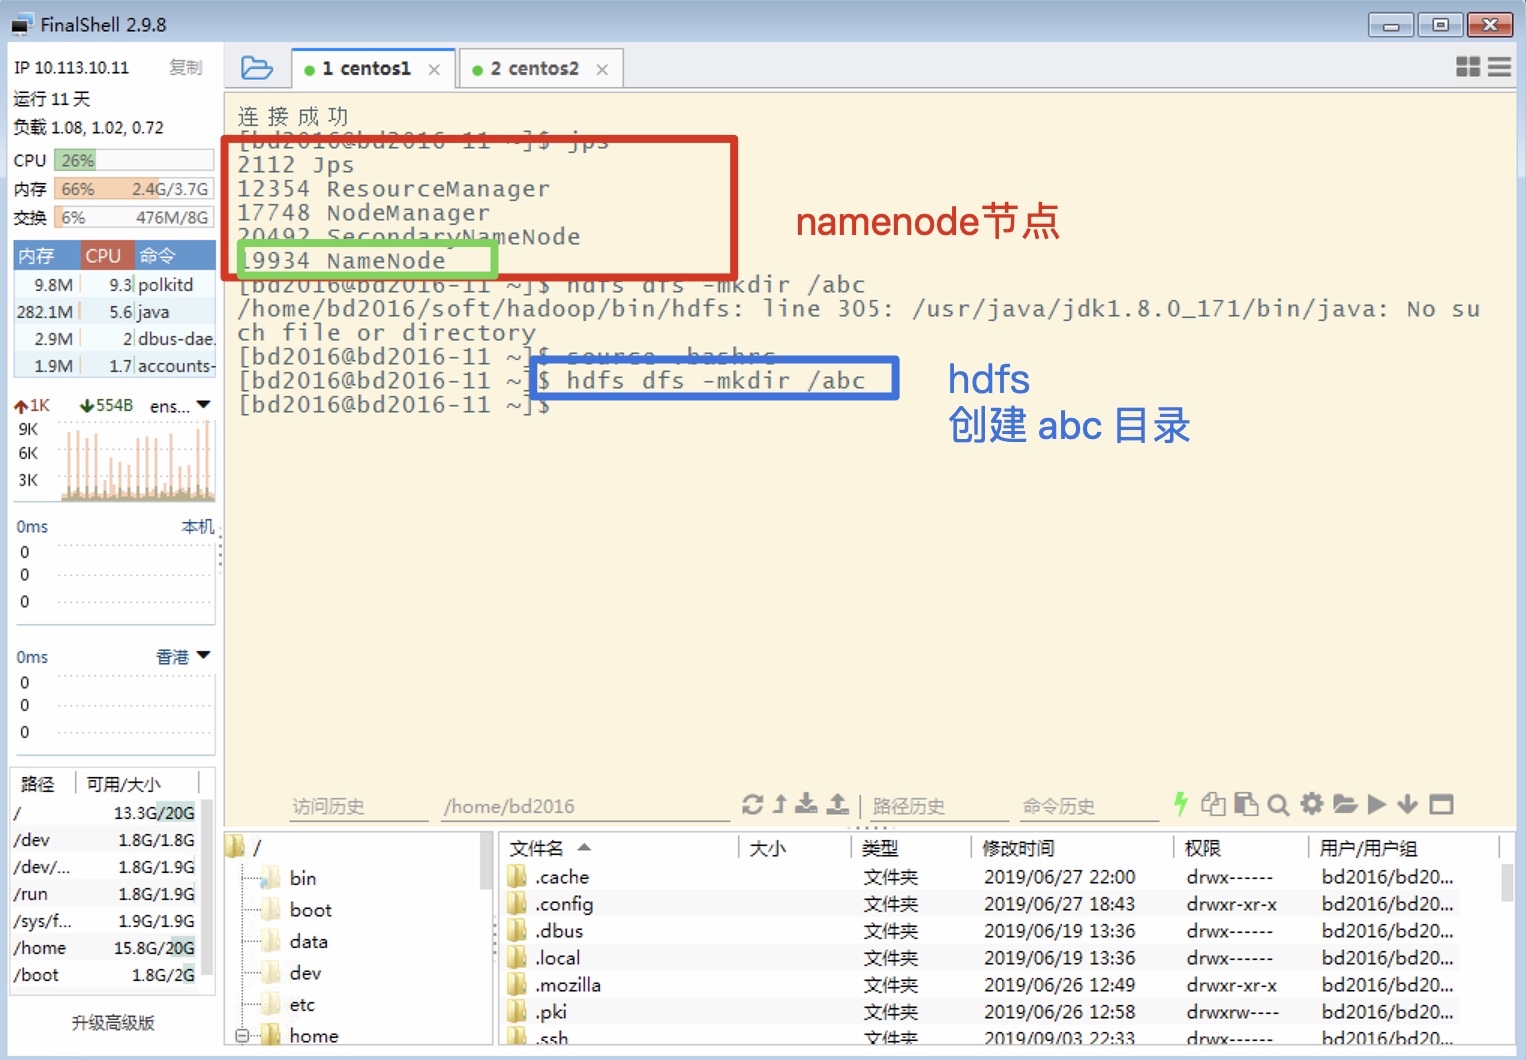 FinalShell 2.9.8
IP 10.113.10.11 复制
运行 11 天
负载 1.08, 1.02, 0.72
CPU 26%
内存 66% 2.4G/3.7G
交换 6% 476M/8G
内存 CPU 命令
9.8M 9.3 polkitd
282.1M 5.6 java
2.9M 2 dbus-dae.
1.9M 1.7 accounts-
1K 554B ens...
9K
6K
3K
0ms 本机
0
0
0
0ms 香港
0
0
0
路径 可用/大小
/ 13.3G/20G
/dev 1.8G/1.8G
/dev/... 1.8G/1.9G
/run 1.8G/1.9G
/sys/f... 1.9G/1.9G
/home 15.8G/20G
/boot 1.8G/2G
升级高级版
1 centos1
2 centos2
连接成功
[bd2016@bd2016-11 ~]$ jps
2112 Jps
12354 ResourceManager
17748 NodeManager
20492 SecondaryNameNode
19934 NameNode
[bd2016@bd2016-11 ~]$ hdfs dfs -mkdir /abc
/home/bd2016/soft/hadoop/bin/hdfs: line 305: /usr/java/jdk1.8.0_171/bin/java: No su
ch file or directory
[bd2016@bd2016-11 ~]$ source .bashrc
[bd2016@bd2016-11 ~]$ hdfs dfs -mkdir /abc
[bd2016@bd2016-11 ~]$
namenode节点
hdfs
创建 abc 目录
访问历史 /home/bd2016 路径历史 命令历史
/
bin
boot
data
dev
etc
home
文件名 大小 类型 修改时间 权限 用户/用户组
.cache 文件夹 2019/06/27 22:00 drwx------ bd2016/bd20...
.config 文件夹 2019/06/27 18:43 drwxr-xr-x bd2016/bd20...
.dbus 文件夹 2019/06/19 13:36 drwx------ bd2016/bd20...
.local 文件夹 2019/06/19 13:36 drwx------ bd2016/bd20...
.mozilla 文件夹 2019/06/26 12:49 drwxr-xr-x bd2016/bd20...
.pki 文件夹 2019/06/26 12:58 drwxrw---- bd2016/bd20...
.ssh 文件夹 2019/09/03 22:33 drwx------ bd2016/bd20...